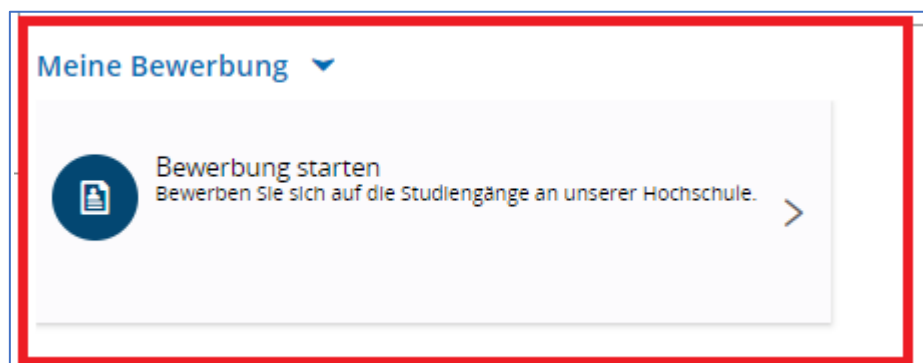 Meine Bewerbung
Bewerbung starten
Bewerben Sie sich auf die Studiengänge an unserer Hochschule.